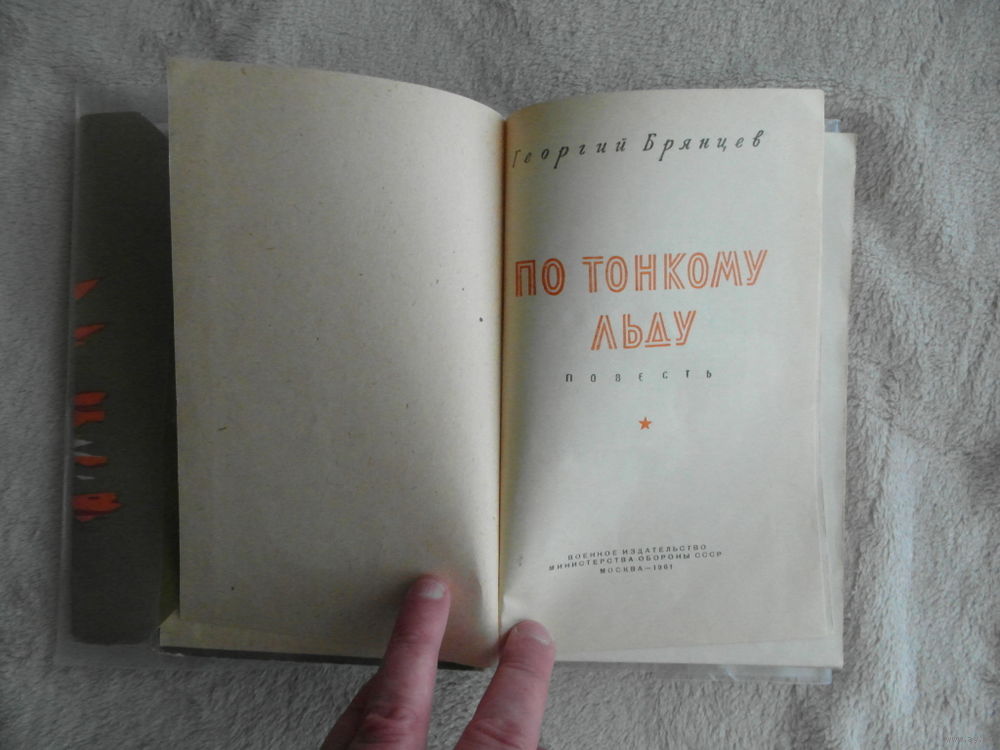 Георгий Брянцев
ПО ТОНКОМУ
ЛЬДУ
ПОВЕСТЬ
ВОЕННОЕ ИЗДАТЕЛЬСТВО
МИНИСТЕРСТВА ОБОРОНЫ СССР
МОСКВА—1961